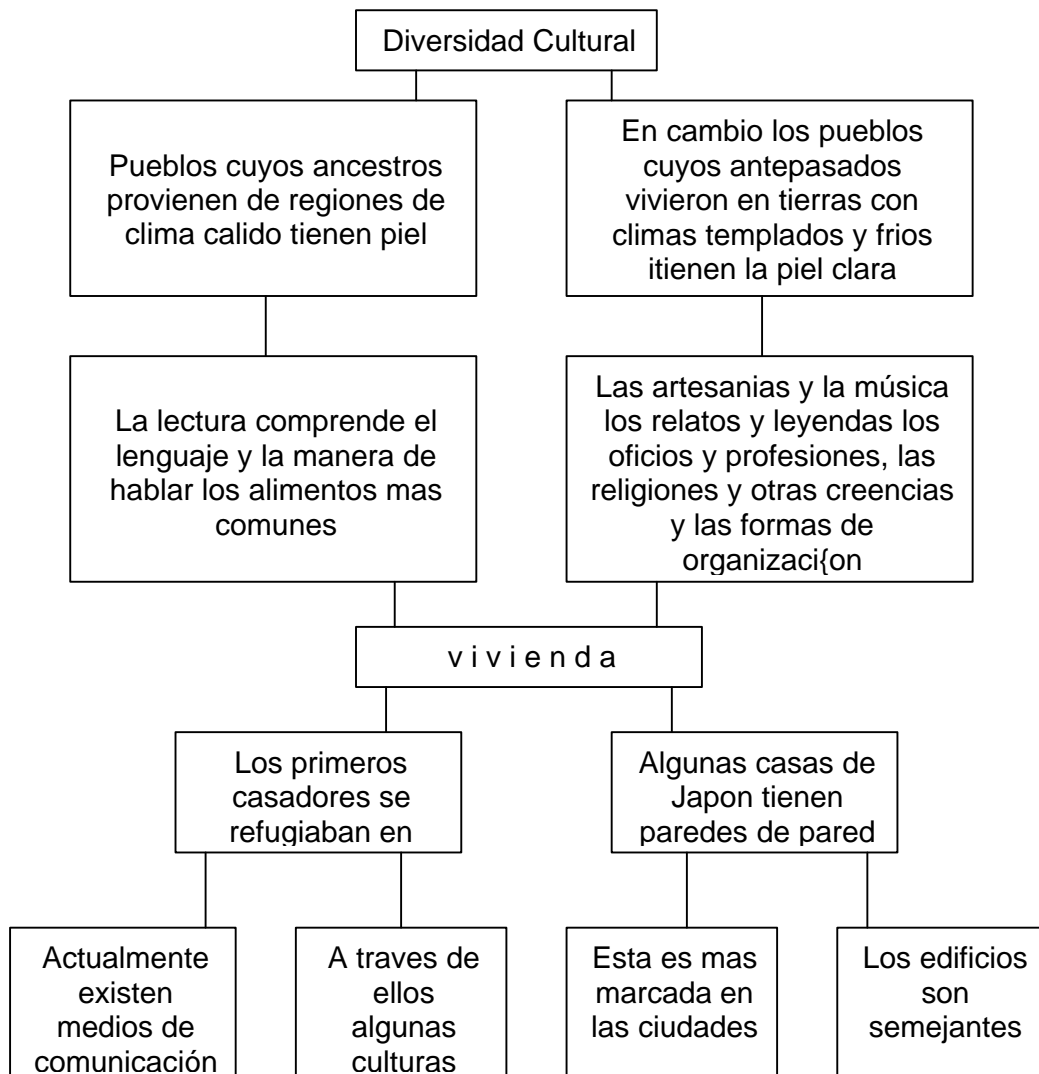 Diversidad Cultural
Pueblos cuyos ancestros
provienen de regiones de
clima calido tienen piel
En cambio los pueblos
cuyos antepasados
vivieron en tierras con
climas templados y frios
itienen la piel clara
La lectura comprende el
lenguaje y la manera de
hablar los alimentos mas
comunes
Las artesanias y la música
los relatos y leyendas los
oficios y profesiones, las
religiones y otras creencias
y las formas de
organizaci{on
v i v i e n d a
Los primeros
casadores se
refugiaban en
Algunas casas de
Japon tienen
paredes de pared
Actualmente
existen
medios de
comunicación
A traves de
ellos
algunas
culturas
Esta es mas
marcada en
las ciudades
Los edificios
son
semejantes